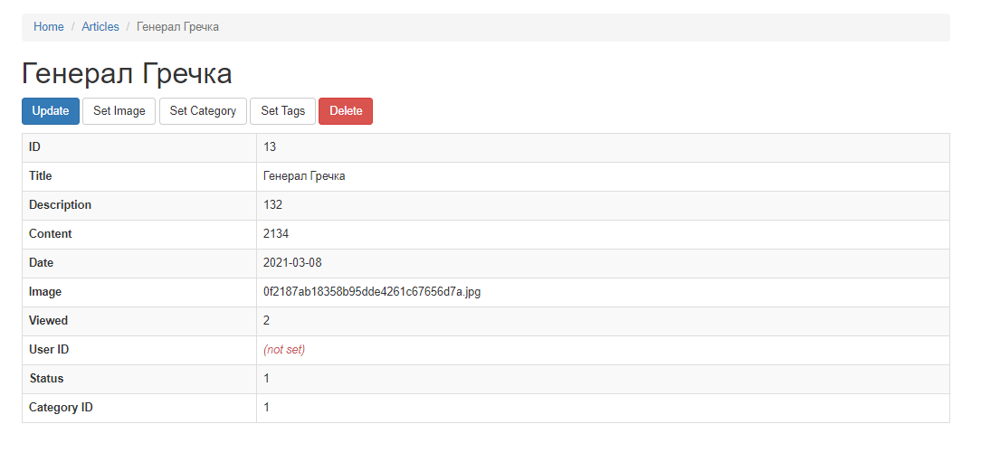 Home / Articles / Генерал Гречка
Генерал Гречка
Update Set Image Set Category Set Tags Delete
ID 13
Title Генерал Гречка
Description 132
Content 2134
Date 2021-03-08
Image 0f2187ab18358b95dde4261c67656d7a.jpg
Viewed 2
User ID (not set)
Status 1
Category ID 1